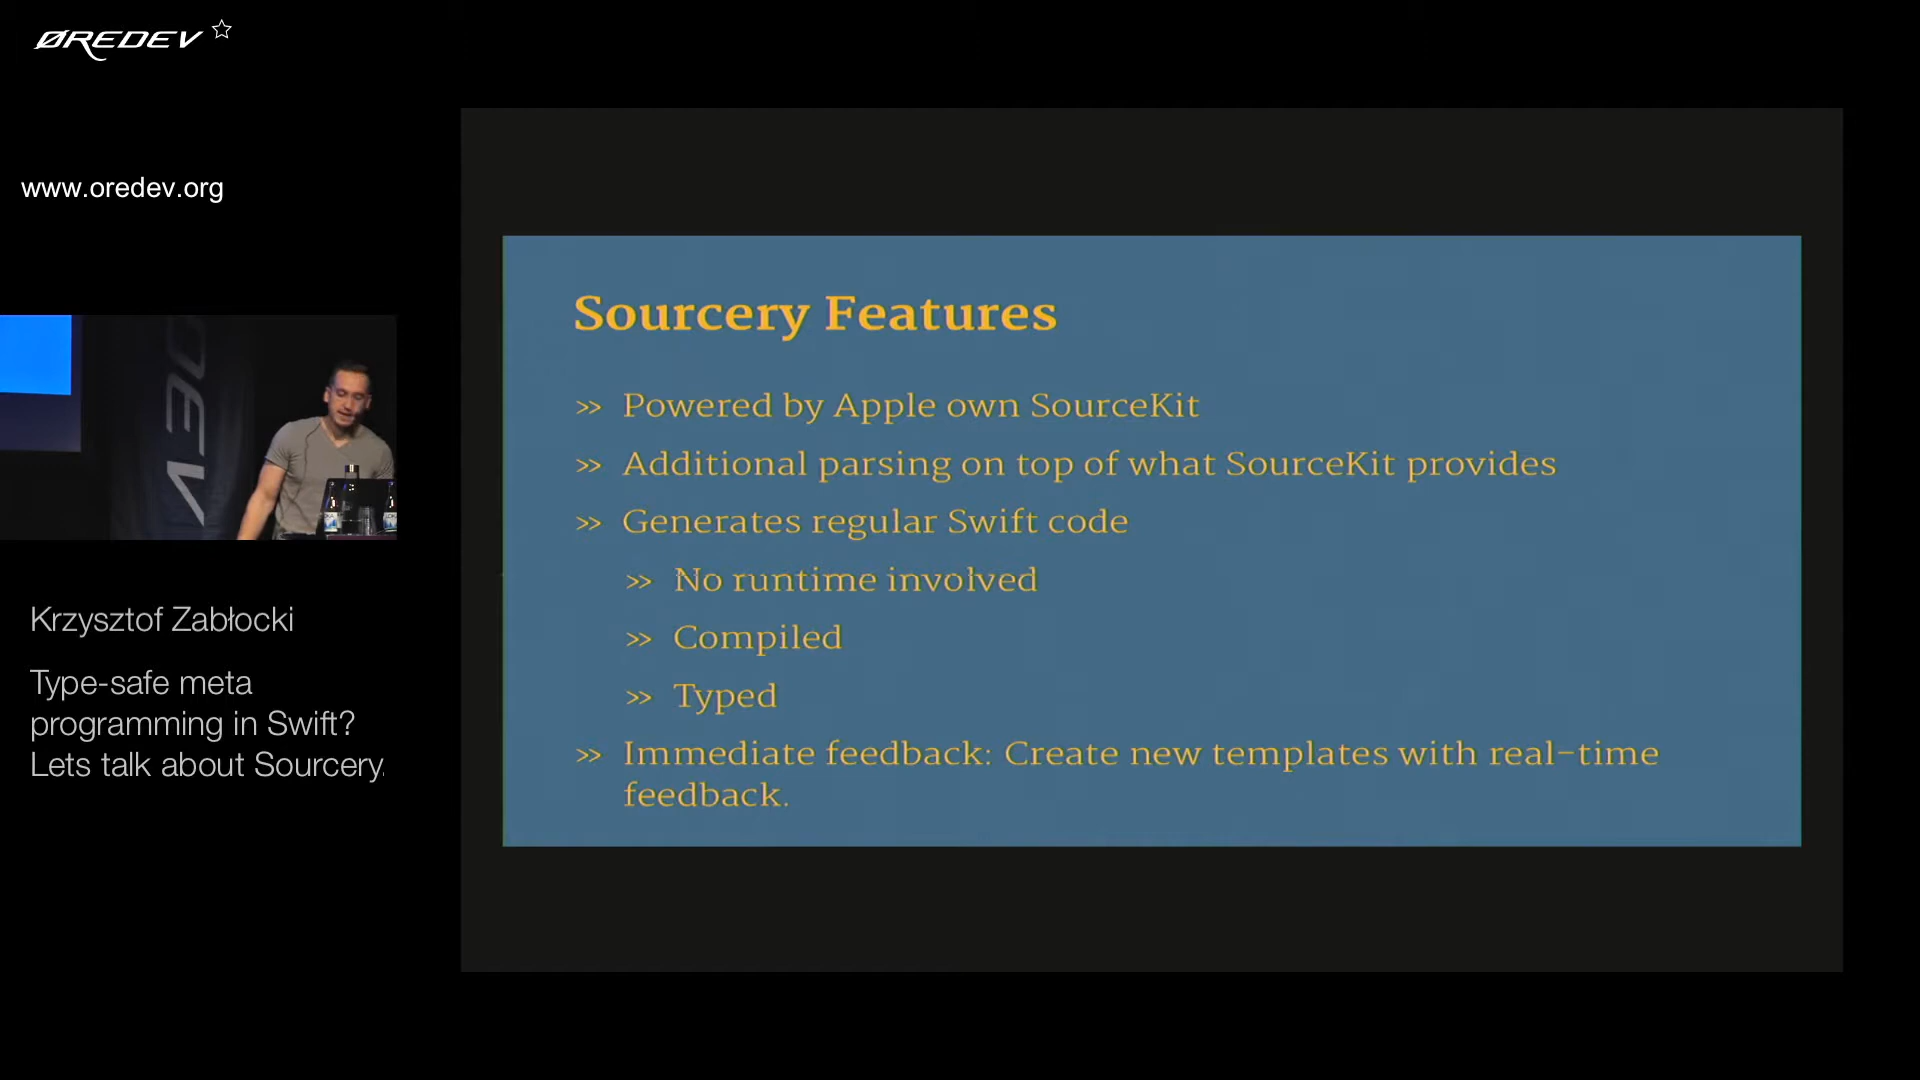 ØREDEV
www.oredev.org
Sourcery Features
>> Powered by Apple own SourceKit
>> Additional parsing on top of what SourceKit provides
>> Generates regular Swift code
>> No runtime involved
>> Compiled
>> Typed
>> Immediate feedback: Create new templates with real-time
feedback.
Krzysztof Zabłocki
Type-safe meta
programming in Swift?
Lets talk about Sourcery.